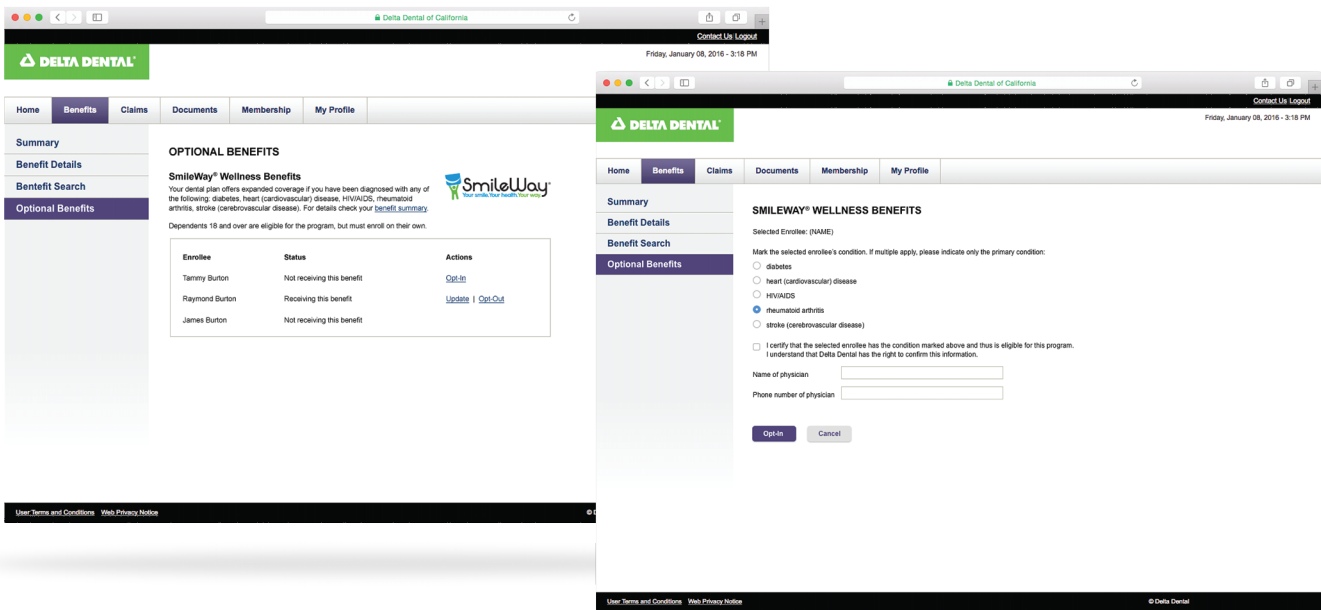 Delta Dental of California
Contact Us Logout
DELTA DENTAL®
Friday, January 08, 2016 - 3:18 PM
Home Benefits Claims Documents Membership My Profile
Summary
Benefit Details
Bentefit Search
Optional Benefits
OPTIONAL BENEFITS
SmileWay® Wellness Benefits
Your dental plan offers expanded coverage if you have been diagnosed with any of
the following: diabetes, heart (cardiovascular) disease, HIV/AIDS, rheumatoid
arthritis, stroke (cerebrovascular disease). For details check your benefit summary.
SmileWay®
Your smile.Your health.Your way.
Dependents 18 and over are eligible for the program, but must enroll on their own.
Enrollee Status Actions
Tammy Burton Not receiving this benefit Opt-In
Raymond Burton Receiving this benefit Update | Opt-Out
James Burton Not receiving this benefit
User Terms and Conditions Web Privacy Notice
©
Delta Dental of California
Contact Us Logout
DELTA DENTAL®
Friday, January 08, 2016 - 3:18 PM
Home Benefits Claims Documents Membership My Profile
Summary
Benefit Details
Benefit Search
Optional Benefits
SMILEWAY® WELLNESS BENEFITS
Selected Enrollee: (NAME)
Mark the selected enrollee's condition. If multiple apply, please indicate only the primary condition:
diabetes
heart (cardiovascular) disease
HIV/AIDS
rheumatoid arthritis
stroke (cerebrovascular disease)
I certify that the selected enrollee has the condition marked above and thus is eligible for this program.
I understand that Delta Dental has the right to confirm this information.
Name of physician
Phone number of physician
Opt-In Cancel
User Terms and Conditions Web Privacy Notice
© Delta Dental